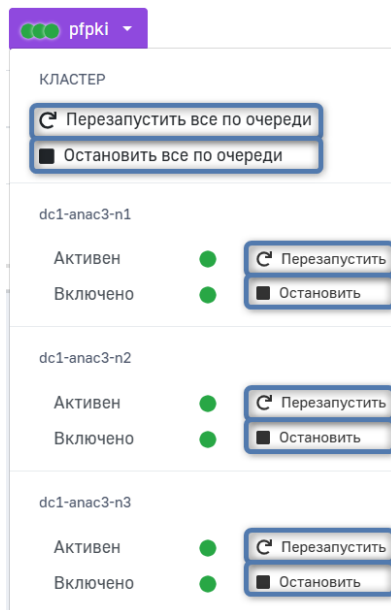 pfpki
КЛАСТЕР
Перезапустить все по очереди
Остановить все по очереди
dc1-anac3-n1
Активен Перезапустить
Включено Остановить
dc1-anac3-n2
Активен Перезапустить
Включено Остановить
dc1-anac3-n3
Активен Перезапустить
Включено Остановить